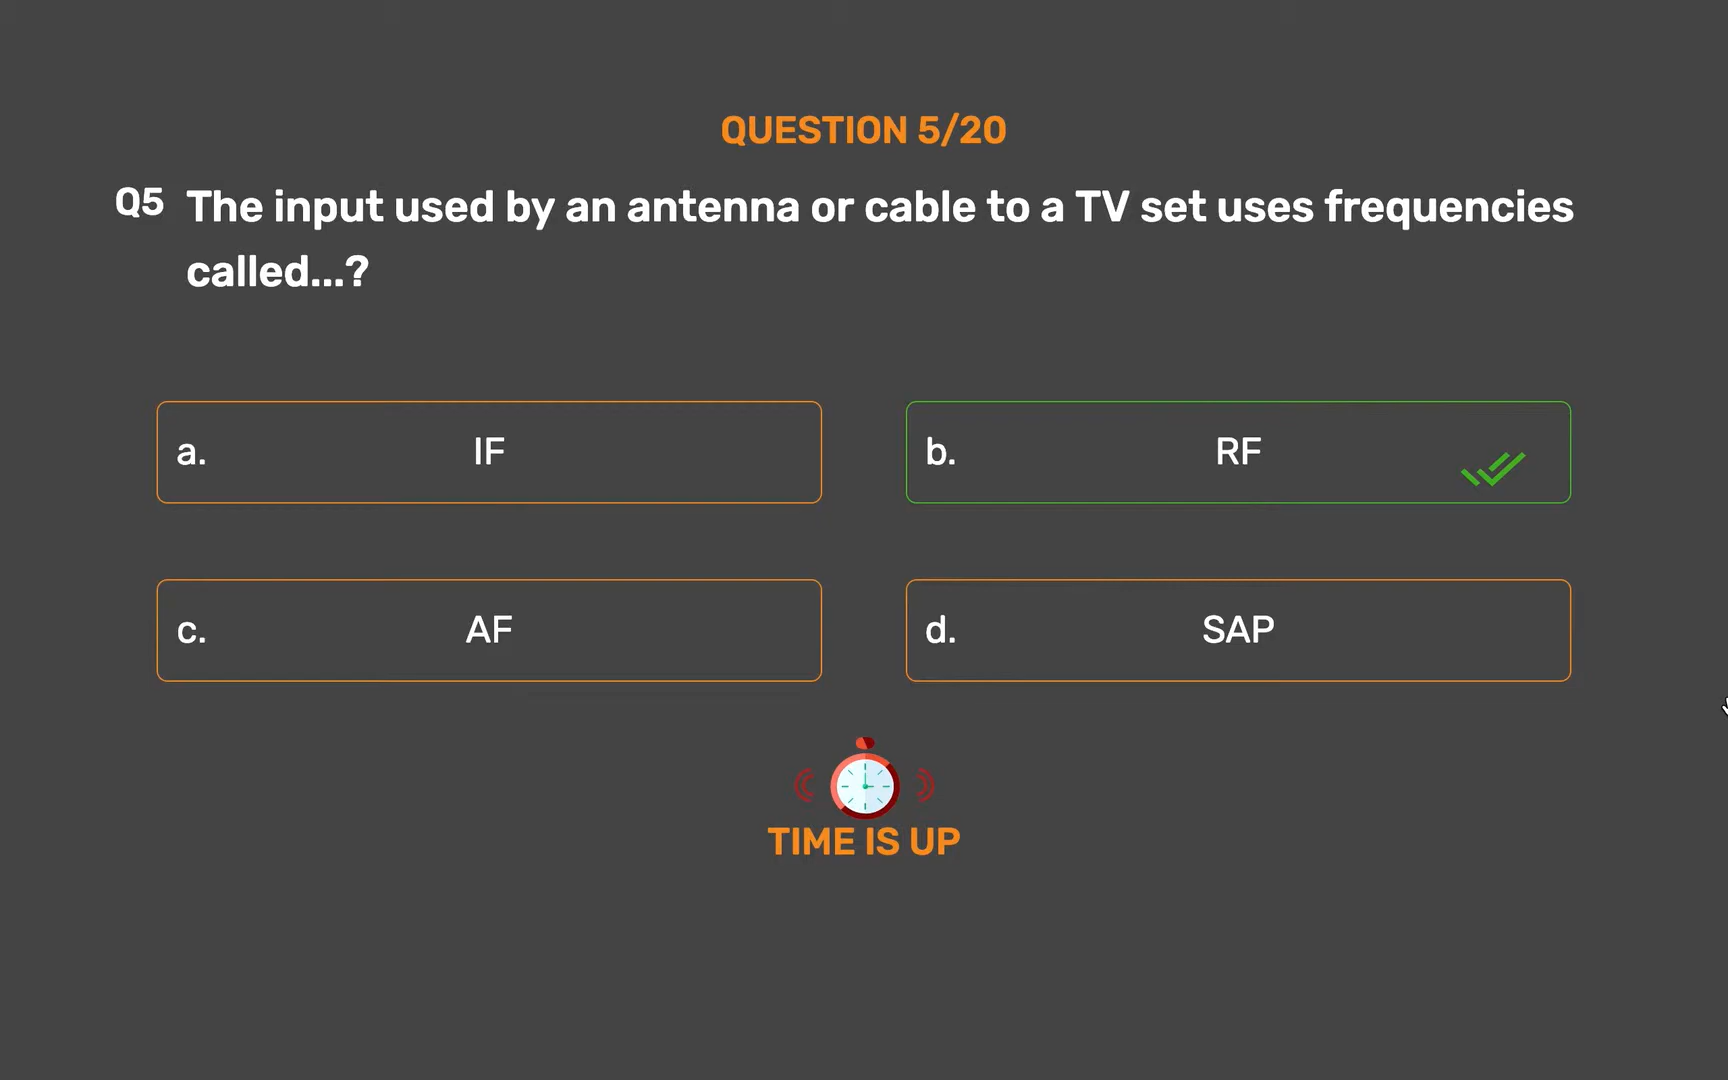 QUESTION 5/20
Q5 The input used by an antenna or cable to a TV set uses frequencies
called...?
a. IF
b. RF
c. AF
d. SAP
TIME IS UP